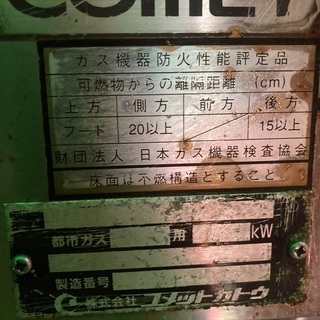 COMET
ガス機器防火性能評定品
可燃物からの離隔距離 (cm)
上方 側方 前方 後方
フード 20以上 15以上
財団法人 日本ガス機器検査協会
床面は不燃構造とすること。
都市ガス 用 kW
製造番号
株式会社 コメットカトウ